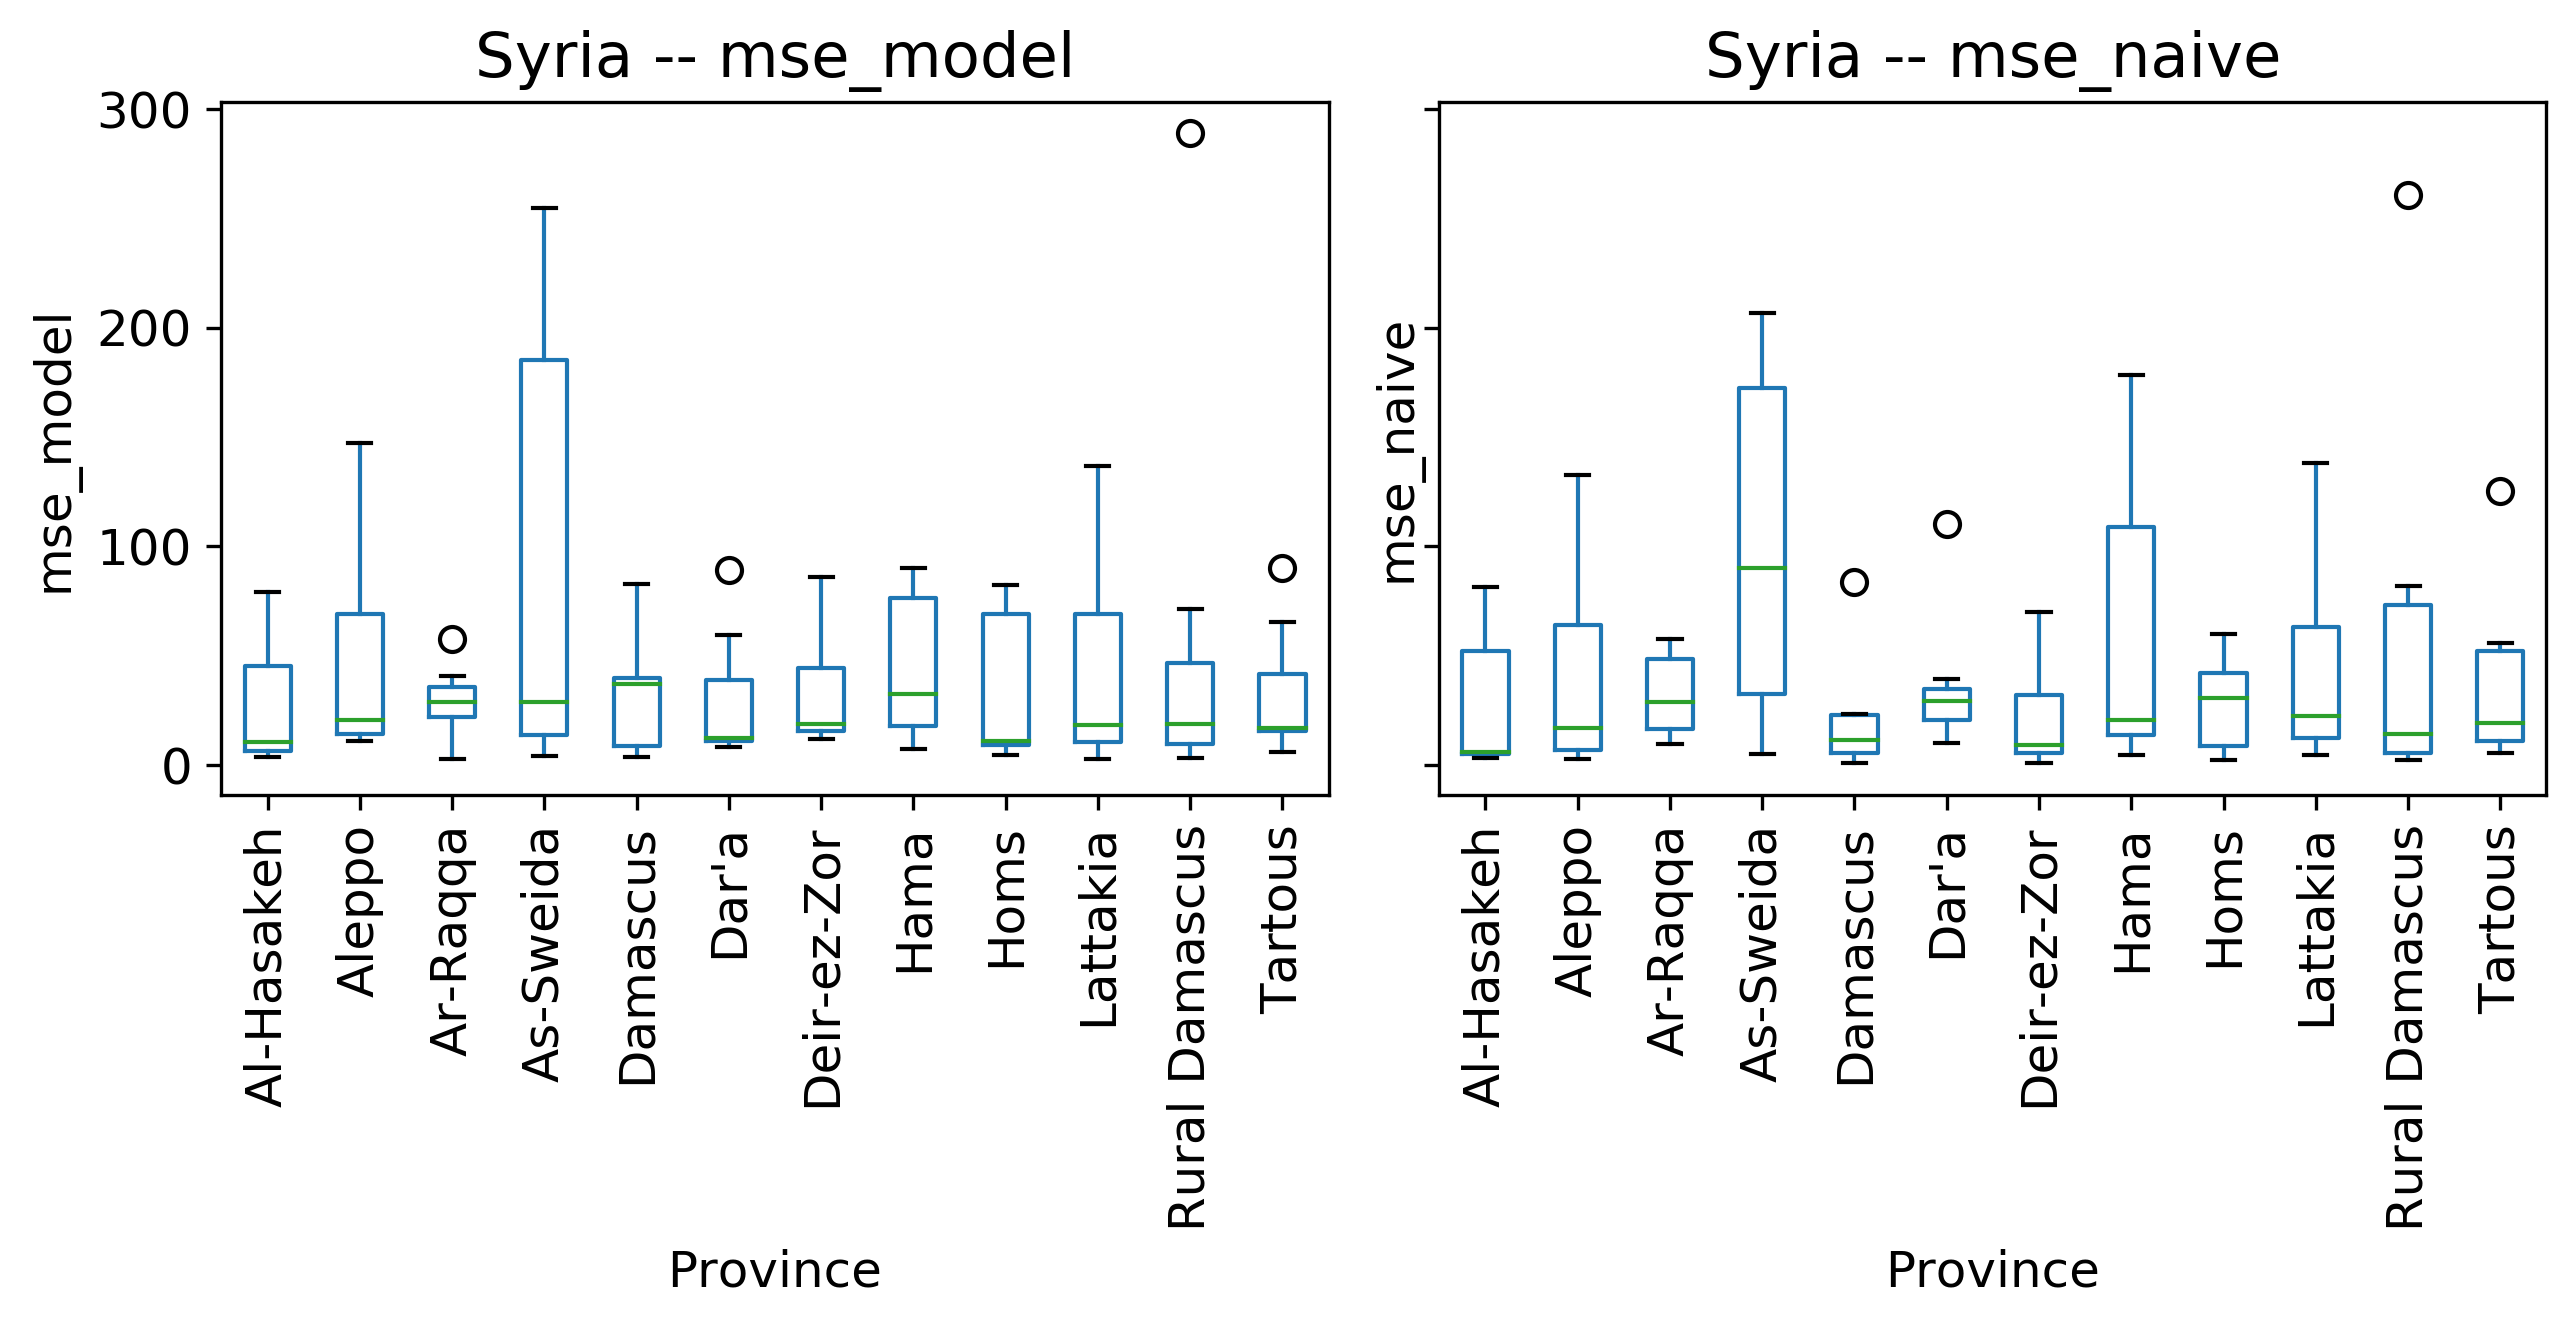 Syria -- mse_model
mse_model
300
200
100
0
Al-Hasakeh
Aleppo
Ar-Raqqa
As-Sweida
Damascus
Dar'a
Deir-ez-Zor
Hama
Homs
Lattakia
Rural Damascus
Tartous
Province
Syria -- mse_naive
mse_naive
Al-Hasakeh
Aleppo
Ar-Raqqa
As-Sweida
Damascus
Dar'a
Deir-ez-Zor
Hama
Homs
Lattakia
Rural Damascus
Tartous
Province